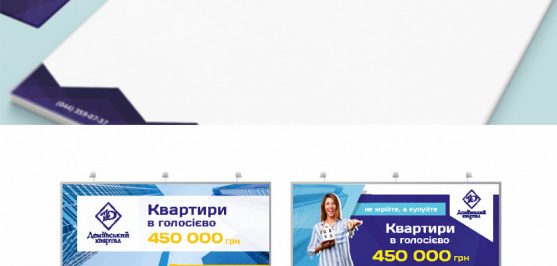 (044) 359-07-37
Деміївський
квартал
Квартири
в голосієво
450 000 грн
не мрійте, а купуйте
Деміївський
квартал
Квартири
в голосієво
450 000 грн